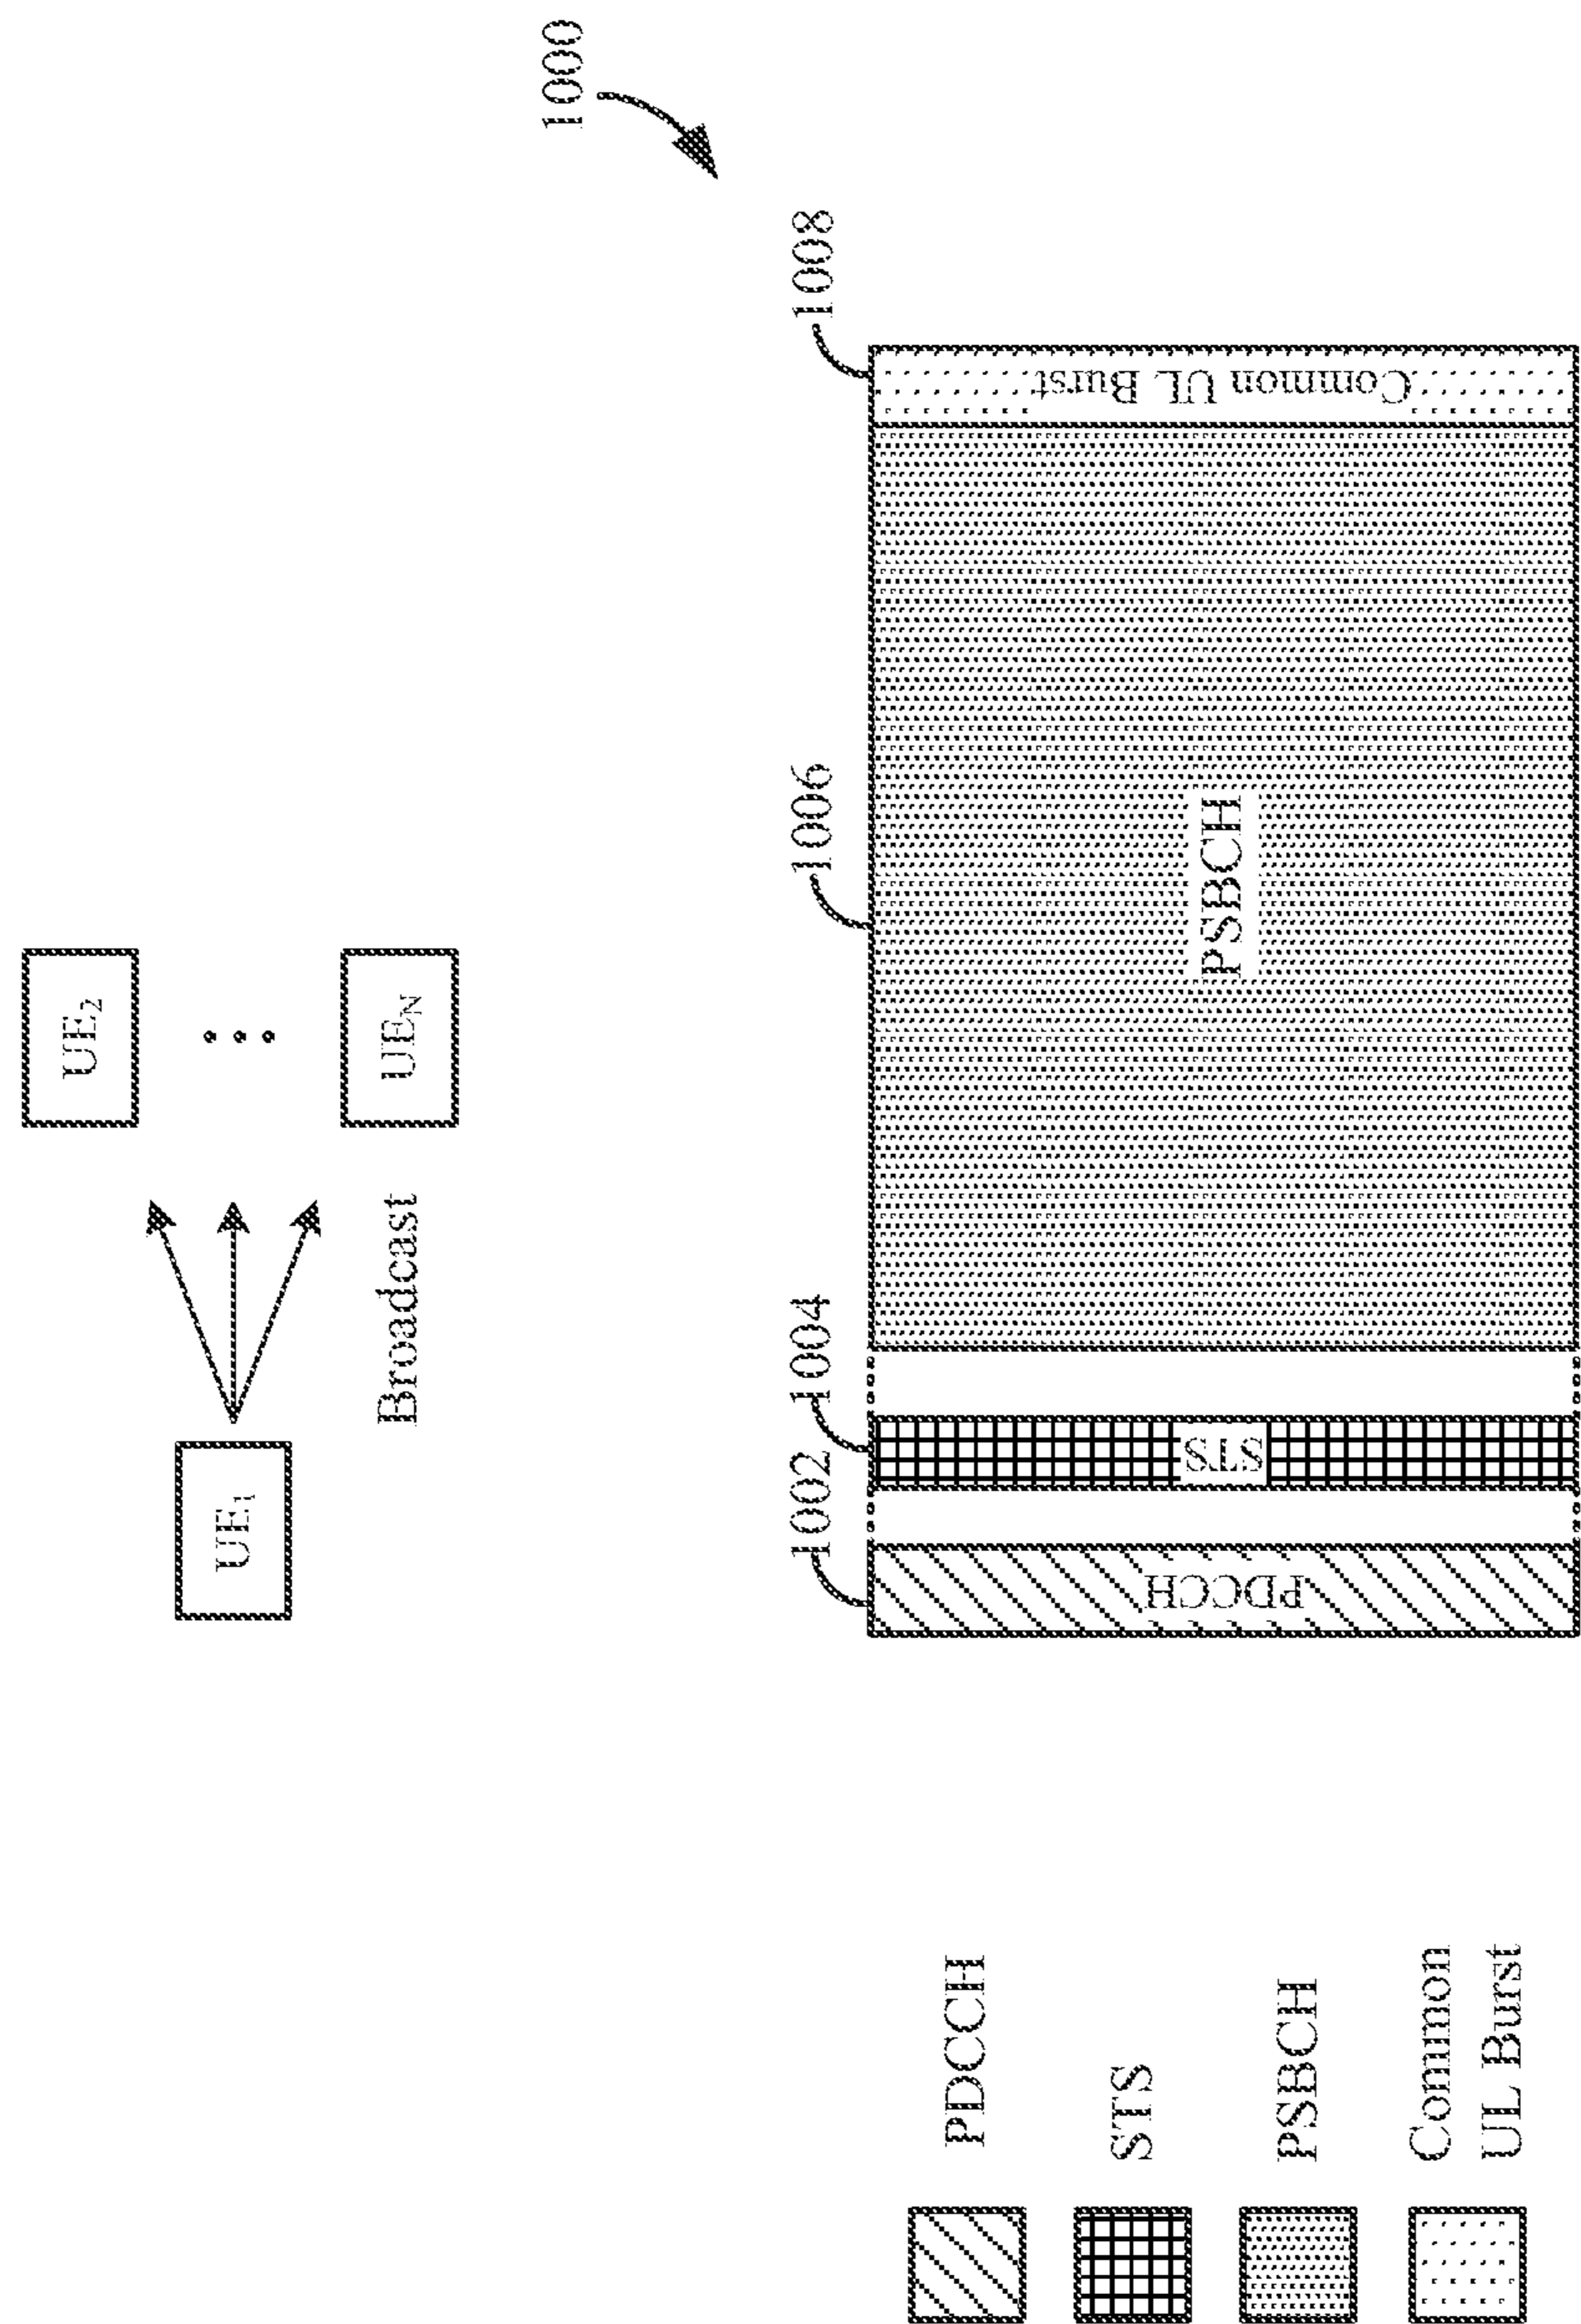 UE1
UE2
UEN
Broadcast
1000
1002
1004
1006
1008
PDCCH
STS
PSBCH
Common UL Burst
PDCCH
STS
PSBCH
Common
UL Burst